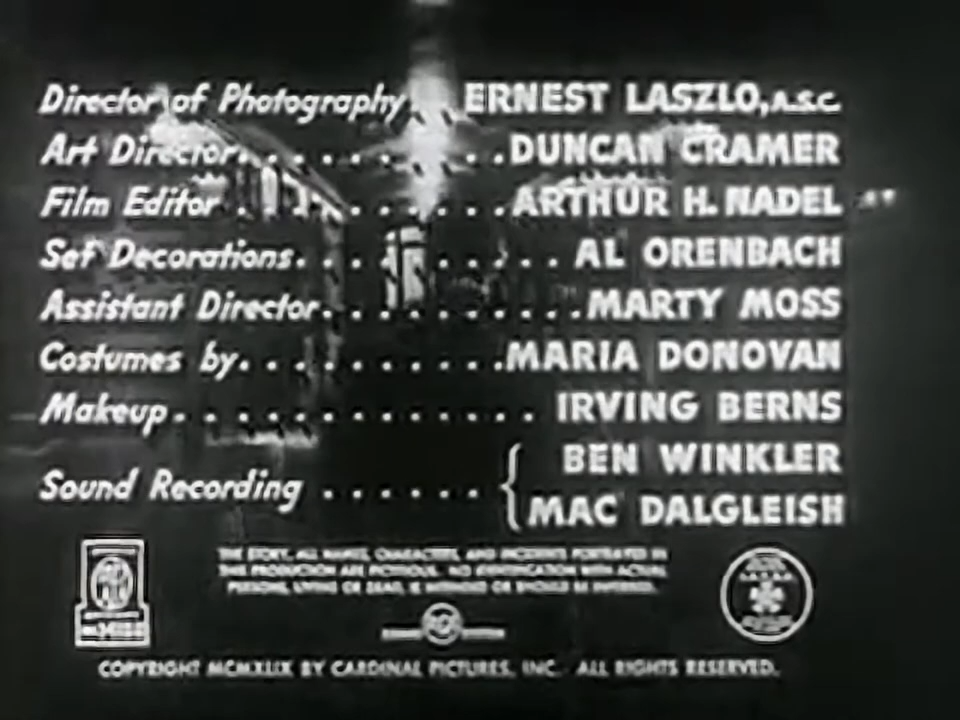 Director of Photography . . ERNEST LASZLO, A.S.C.
Art Director. . . . . . . . . . .DUNCAN CRAMER
Film Editor . . . . . . . . . .ARTHUR H. NADEL
Set Decorations. . . . . . . . . . AL ORENBACH
Assistant Director. . . . . . . . . . .MARTY MOSS
Costumes by. . . . . . . . . . .MARIA DONOVAN
Makeup. . . . . . . . . . . . . . IRVING BERNS
Sound Recording . . . . . . { BEN WINKLER
MAC DALGLEISH
THE STORY, ALL NAMES, CHARACTERS, AND INCIDENTS PORTRAYED IN
THIS PRODUCTION ARE FICTITIOUS. NO IDENTIFICATION WITH ACTUAL
PERSONS, LIVING OR DEAD, IS INTENDED OR SHOULD BE INFERRED.
RCA
COPYRIGHT MCMXLIX BY CARDINAL PICTURES, INC. ALL RIGHTS RESERVED.